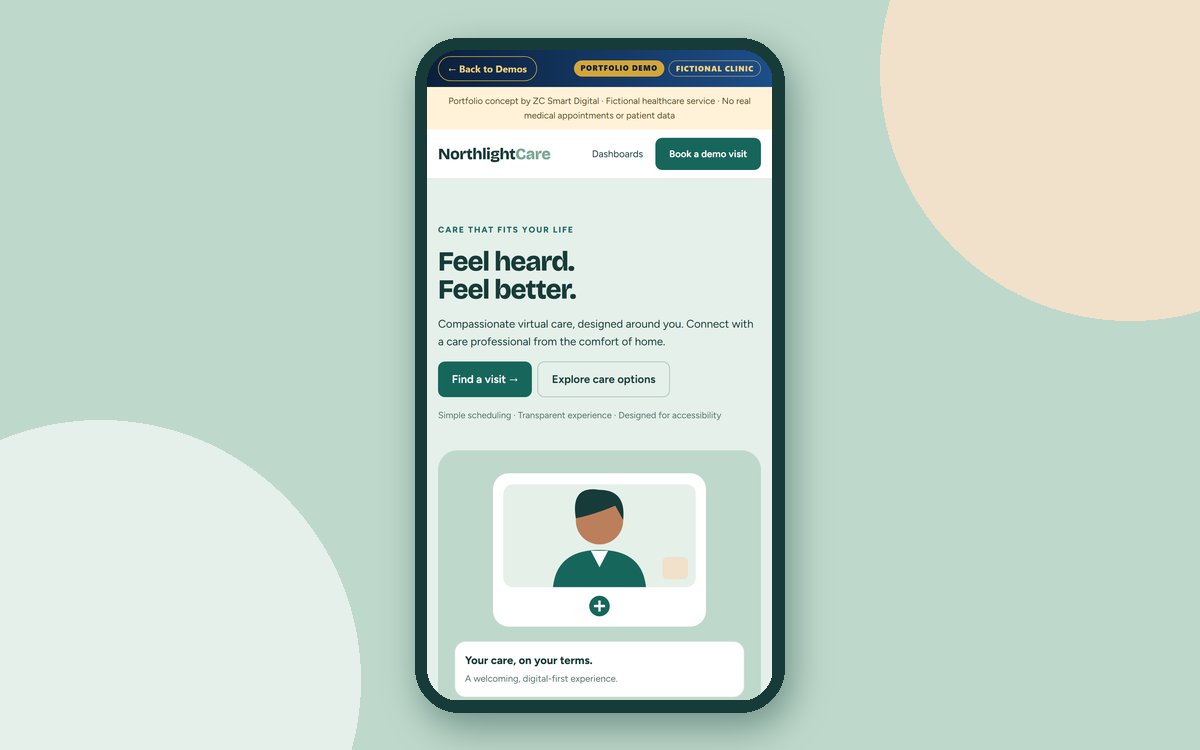 ← Back to Demos
PORTFOLIO DEMO
FICTIONAL CLINIC
Portfolio concept by ZC Smart Digital · Fictional healthcare service · No real
medical appointments or patient data
NorthlightCare
Dashboards
Book a demo visit
CARE THAT FITS YOUR LIFE
Feel heard.
Feel better.
Compassionate virtual care, designed around you. Connect with
a care professional from the comfort of home.
Find a visit →
Explore care options
Simple scheduling · Transparent experience · Designed for accessibility
Your care, on your terms.
A welcoming, digital-first experience.